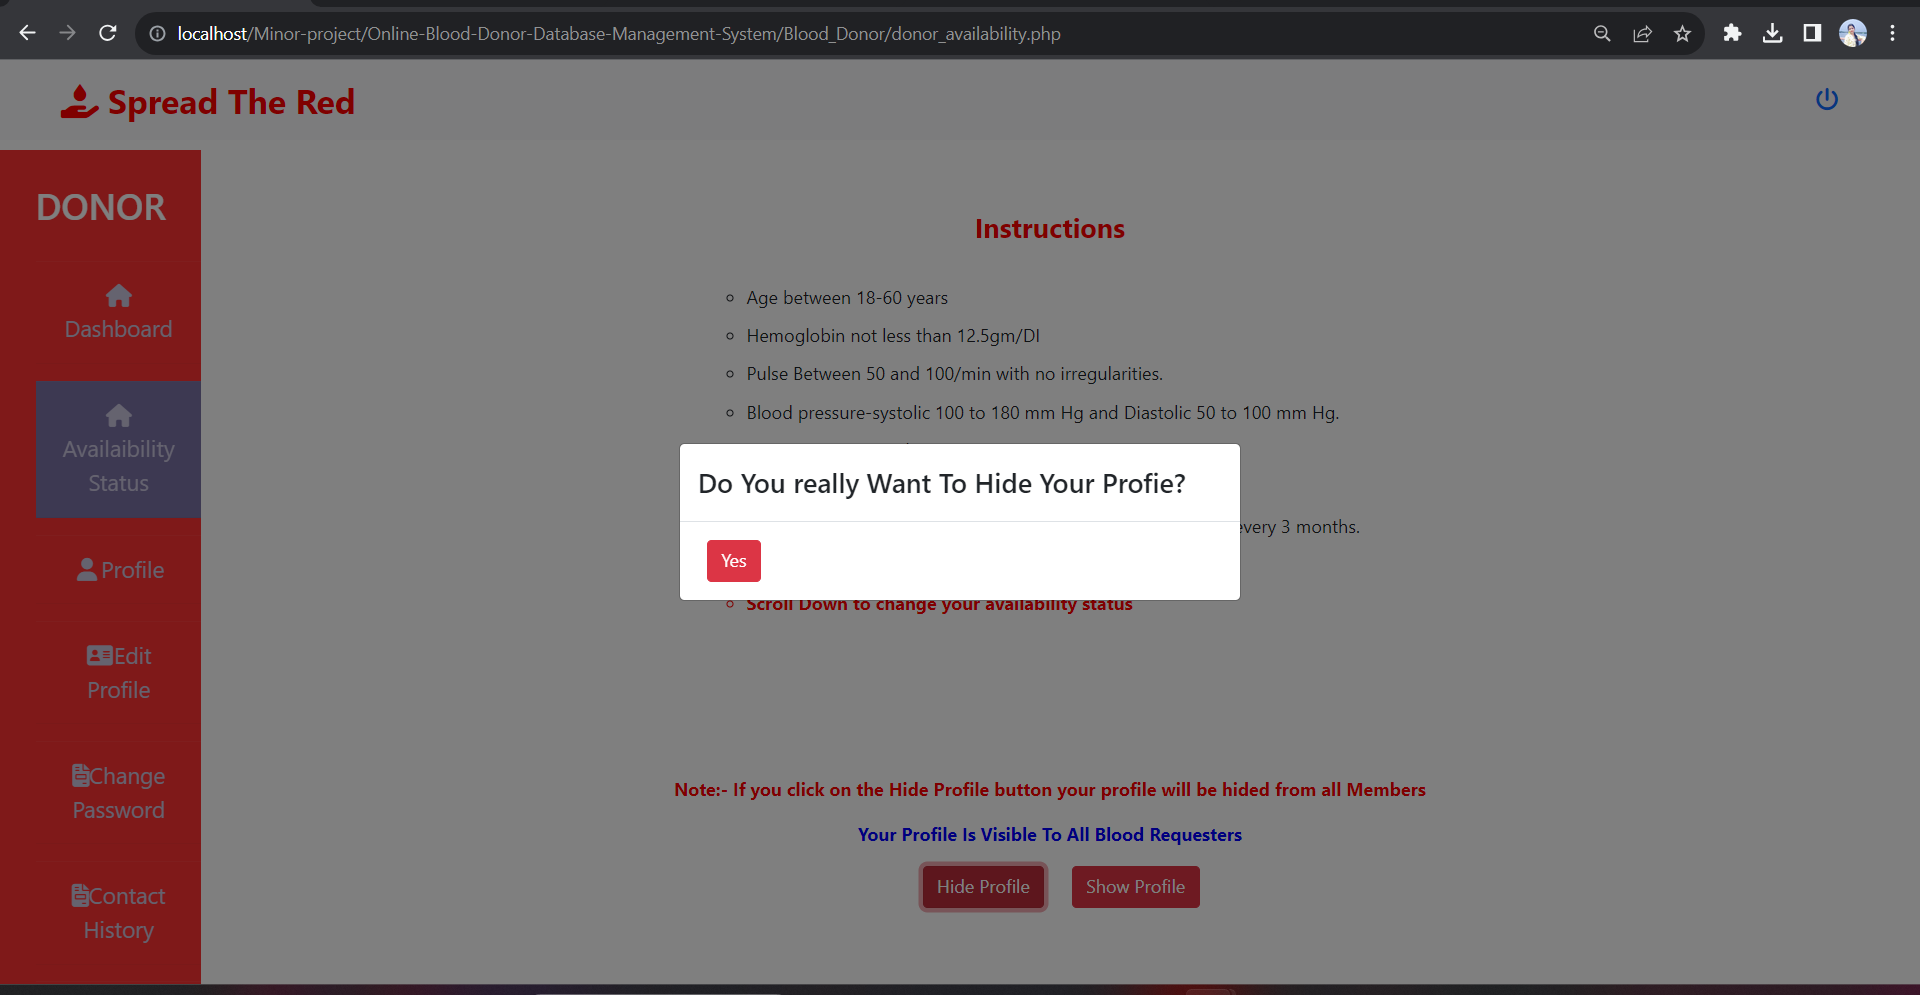 localhost/Minor-project/Online-Blood-Donor-Database-Management-System/Blood_Donor/donor_availability.php
Spread The Red
DONOR
Dashboard
Availaibility
Status
Profile
Edit
Profile
Change
Password
Contact
History
Instructions
Age between 18-60 years
Hemoglobin not less than 12.5gm/DI
Pulse Between 50 and 100/min with no irregularities.
Blood pressure-systolic 100 to 180 mm Hg and Diastolic 50 to 100 mm Hg.
Do You really Want To Hide Your Profie?
every 3 months.
Yes
Scroll Down to change your availability status
Note:- If you click on the Hide Profile button your profile will be hided from all Members
Your Profile Is Visible To All Blood Requesters
Hide Profile
Show Profile